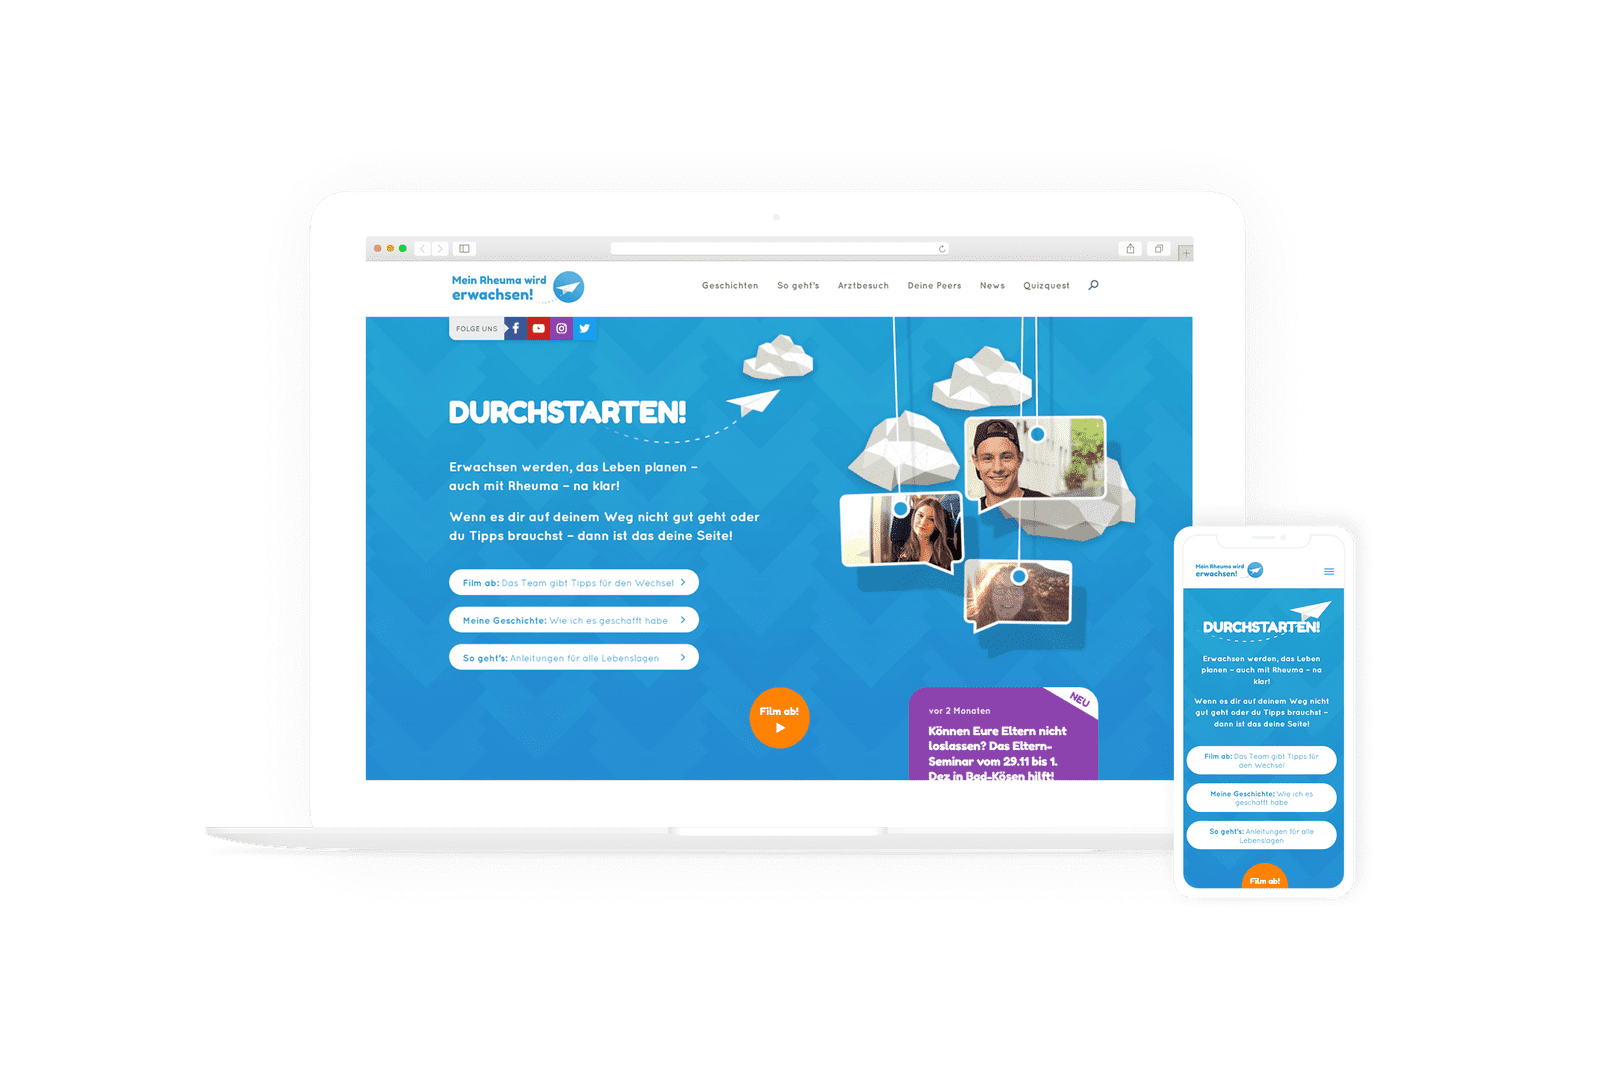 Mein Rheuma wird
erwachsen!
Geschichten So geht's Arztbesuch Deine Peers News Quizquest
FOLGE UNS
DURCHSTARTEN!
Erwachsen werden, das Leben planen –
auch mit Rheuma – na klar!
Wenn es dir auf deinem Weg nicht gut geht oder
du Tipps brauchst – dann ist das deine Seite!
Film ab: Das Team gibt Tipps für den Wechsel
Meine Geschichte: Wie ich es geschafft habe
So geht's: Anleitungen für alle Lebenslagen
Film ab!
NEU
vor 2 Monaten
Können Eure Eltern nicht
loslassen? Das Eltern-
Seminar vom 29.11 bis 1.
Dez in Bad-Kösen hilft!
Mein Rheuma wird
erwachsen!
DURCHSTARTEN!
Erwachsen werden, das Leben
planen – auch mit Rheuma – na
klar!
Wenn es dir auf deinem Weg nicht
gut geht oder du Tipps brauchst –
dann ist das deine Seite!
Film ab: Das Team gibt Tipps für
den Wechsel
Meine Geschichte: Wie ich es
geschafft habe
So geht's: Anleitungen für alle
Lebenslagen
Film ab!